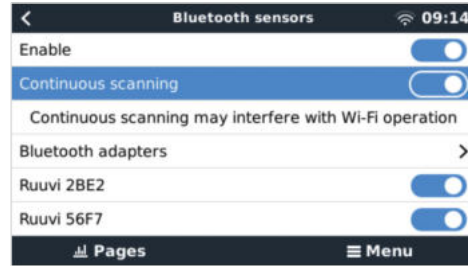 Bluetooth sensors 09:14
Enable
Continuous scanning
Continuous scanning may interfere with Wi-Fi operation
Bluetooth adapters
Ruuvi 2BE2
Ruuvi 56F7
Pages Menu